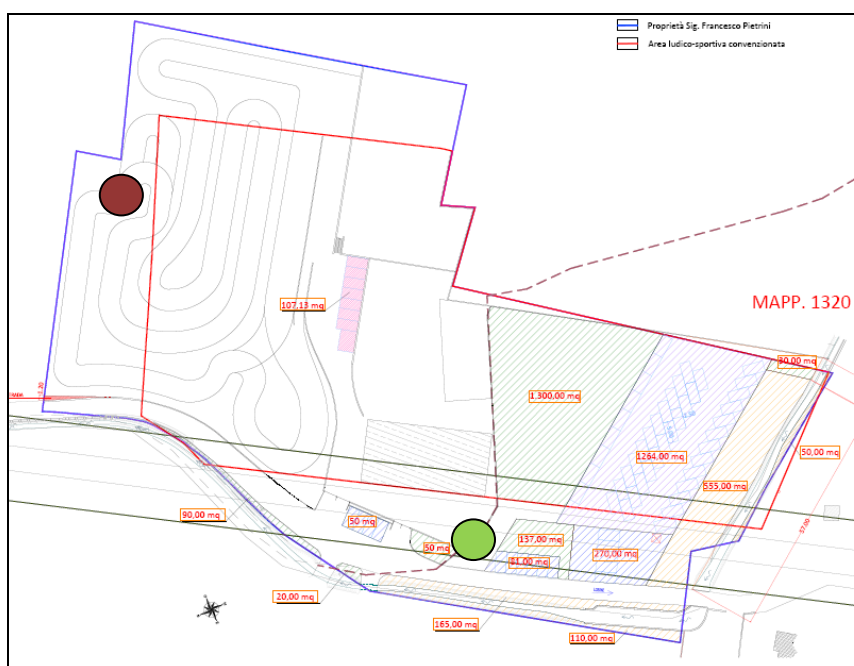 Proprietà Sig. Francesco Pietrini
Area ludico-sportiva convenzionata
MAPP. 1320
107,13 mq
30,00 mq
1.300,00 mq
50,00 mq
1264,00 mq
555,00 mq
90,00 mq
50 mq
50 mq
137,00 mq
270,00 mq
81,00 mq
57.00
20,00 mq
165,00 mq
110,00 mq